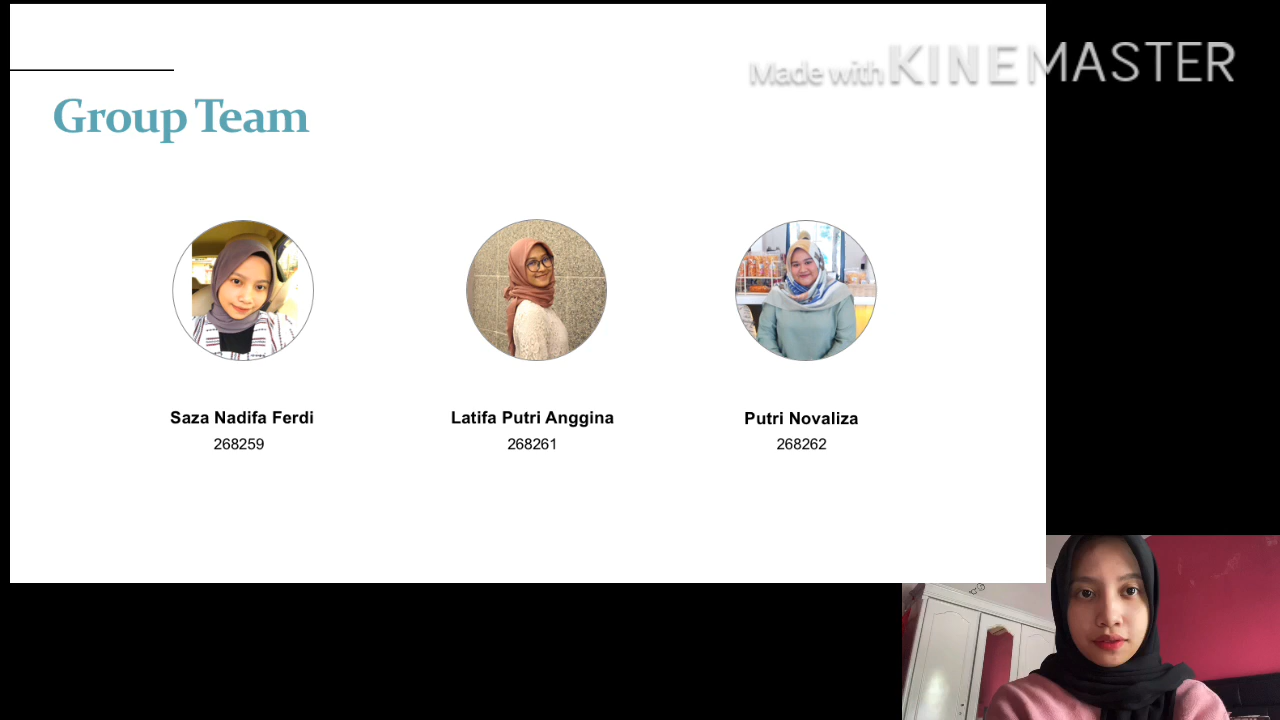 Made with KINEMASTER
Group Team
Saza Nadifa Ferdi
268259
Latifa Putri Anggina
268261
Putri Novaliza
268262